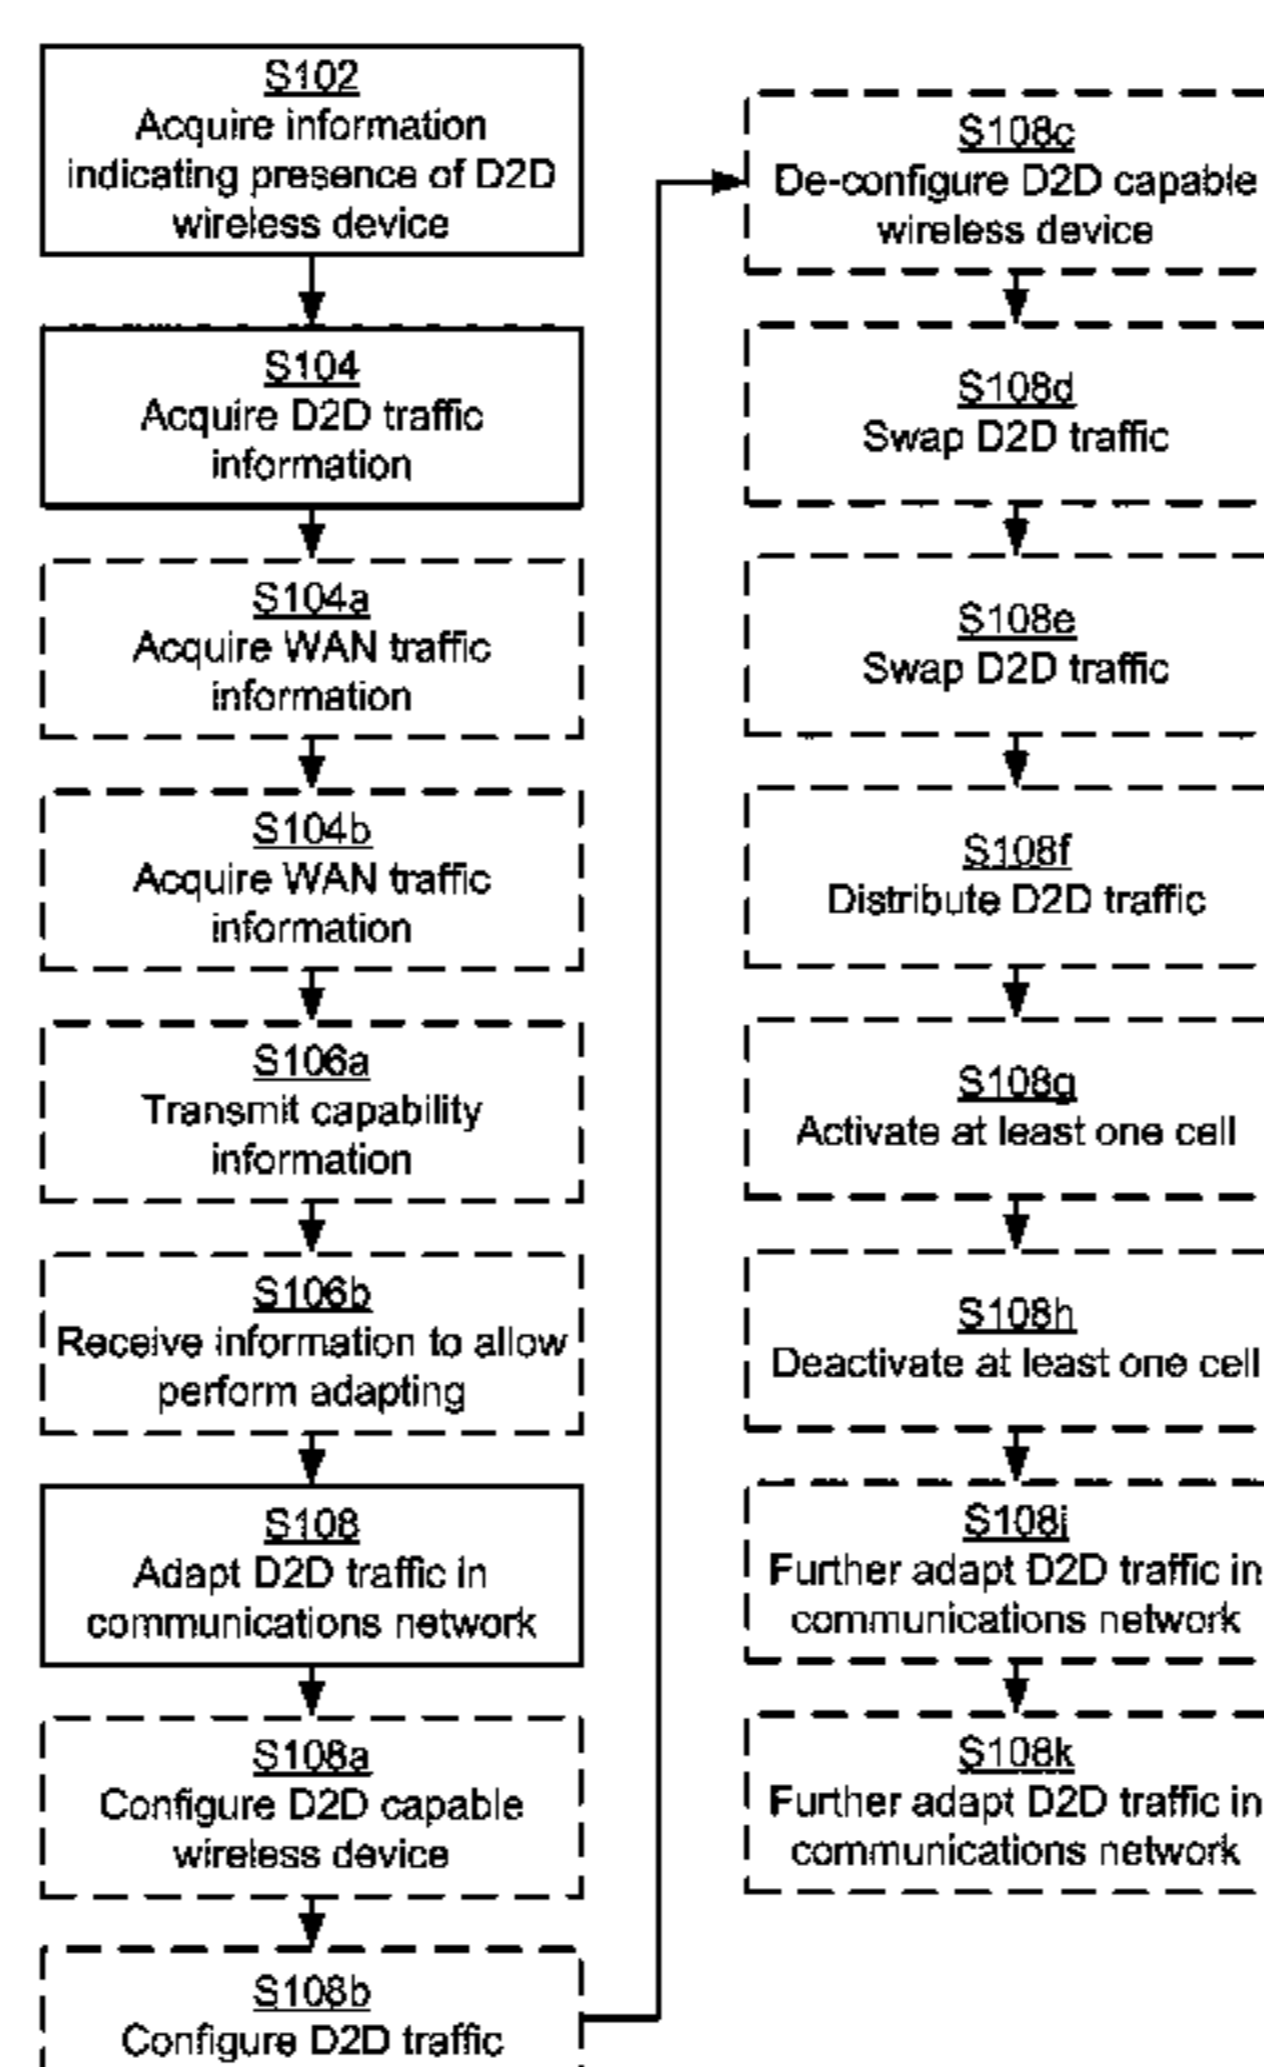 S102
Acquire information
indicating presence of D2D
wireless device
S104
Acquire D2D traffic
information
S104a
Acquire WAN traffic
information
S104b
Acquire WAN traffic
information
S106a
Transmit capability
information
S106b
Receive information to allow
perform adapting
S108
Adapt D2D traffic in
communications network
S108a
Configure D2D capable
wireless device
S108b
Configure D2D traffic
S108c
De-configure D2D capable
wireless device
S108d
Swap D2D traffic
S108e
Swap D2D traffic
S108f
Distribute D2D traffic
S108g
Activate at least one cell
S108h
Deactivate at least one cell
S108j
Further adapt D2D traffic in
communications network
S108k
Further adapt D2D traffic in
communications network